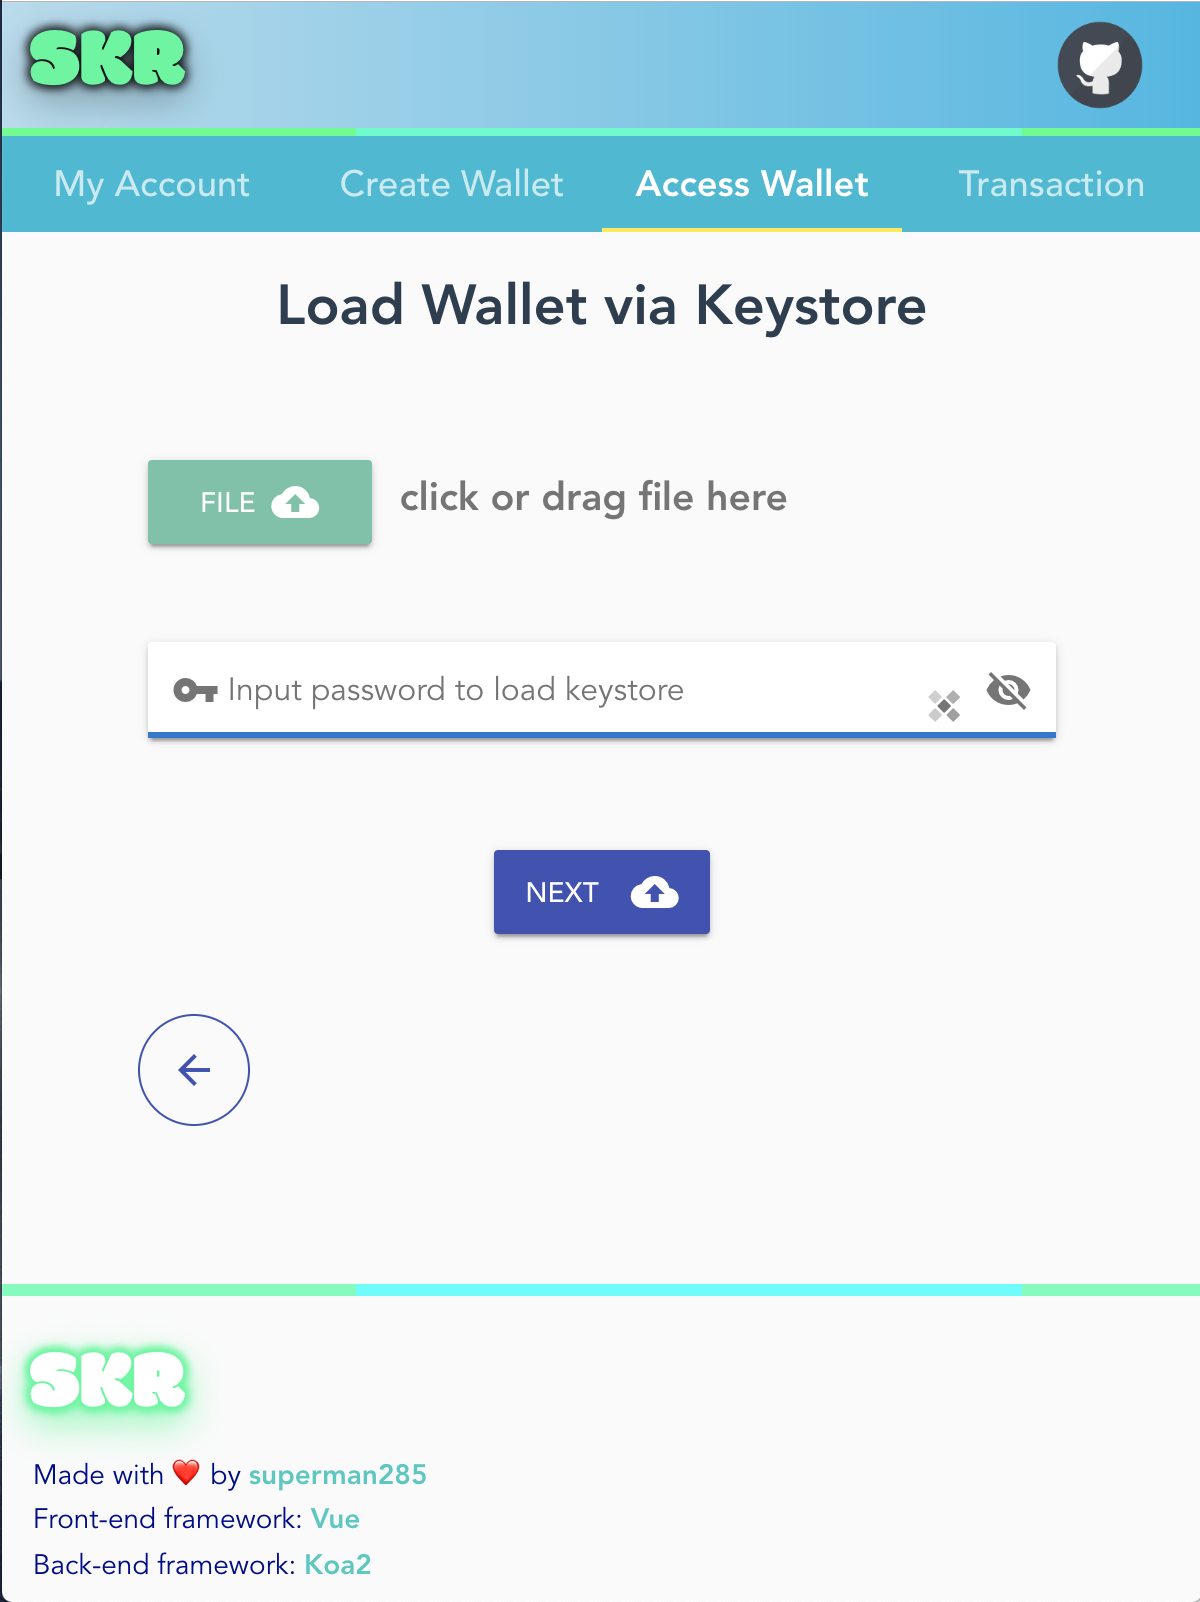 SKR
My Account Create Wallet Access Wallet Transaction
Load Wallet via Keystore
FILE click or drag file here
Input password to load keystore
NEXT
SKR
Made with ❤️ by superman285
Front-end framework: Vue
Back-end framework: Koa2